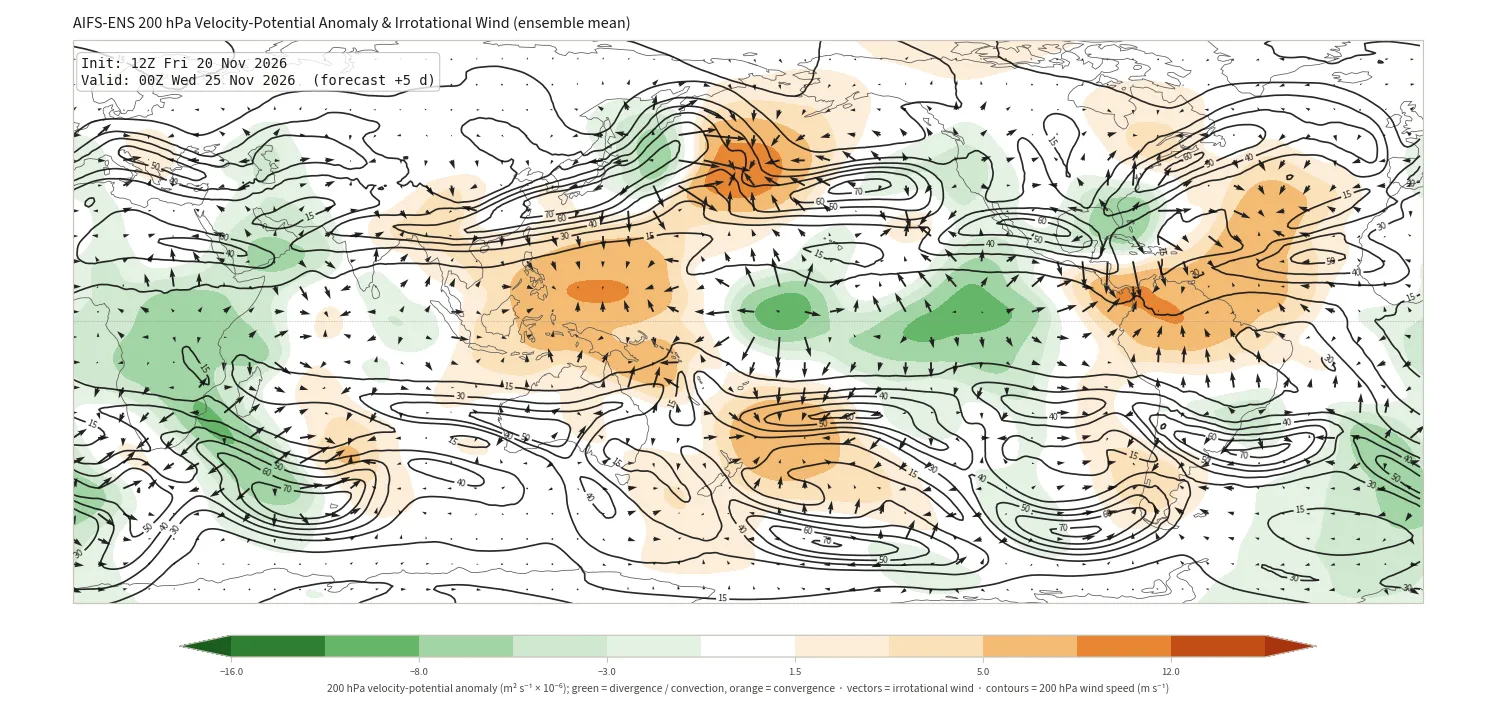 AIFS-ENS 200 hPa Velocity-Potential Anomaly & Irrotational Wind (ensemble mean)
Init: 12Z Fri 20 Nov 2026
Valid: 00Z Wed 25 Nov 2026  (forecast +5 d)
−16.0 −8.0 −3.0 1.5 5.0 12.0
200 hPa velocity-potential anomaly (m² s⁻¹ × 10⁻⁶); green = divergence / convection, orange = convergence · vectors = irrotational wind · contours = 200 hPa wind speed (m s⁻¹)